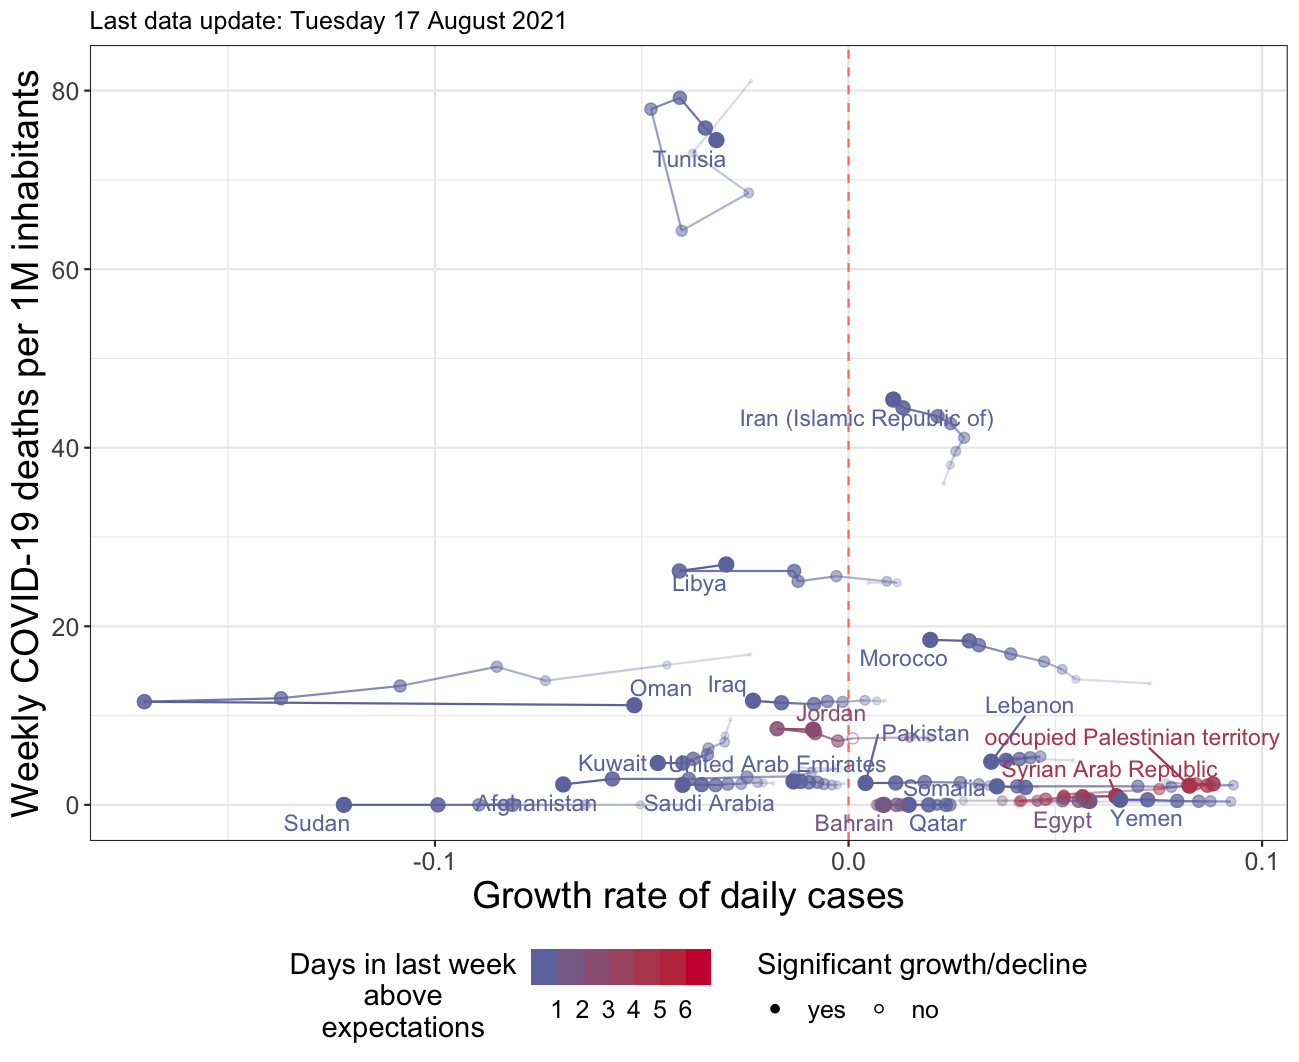 Last data update: Tuesday 17 August 2021
Weekly COVID-19 deaths per 1M inhabitants
80
60
40
20
0
Tunisia
Iran (Islamic Republic of)
Libya
Morocco
Oman
Iraq
Lebanon
Jordan
Pakistan
occupied Palestinian territory
Kuwait
United Arab Emirates
Syrian Arab Republic
Somalia
Afghanistan
Saudi Arabia
Sudan
Bahrain
Qatar
Egypt
Yemen
-0.1
0.0
0.1
Growth rate of daily cases
Days in last week
above
expectations
1 2 3 4 5 6
Significant growth/decline
yes
no